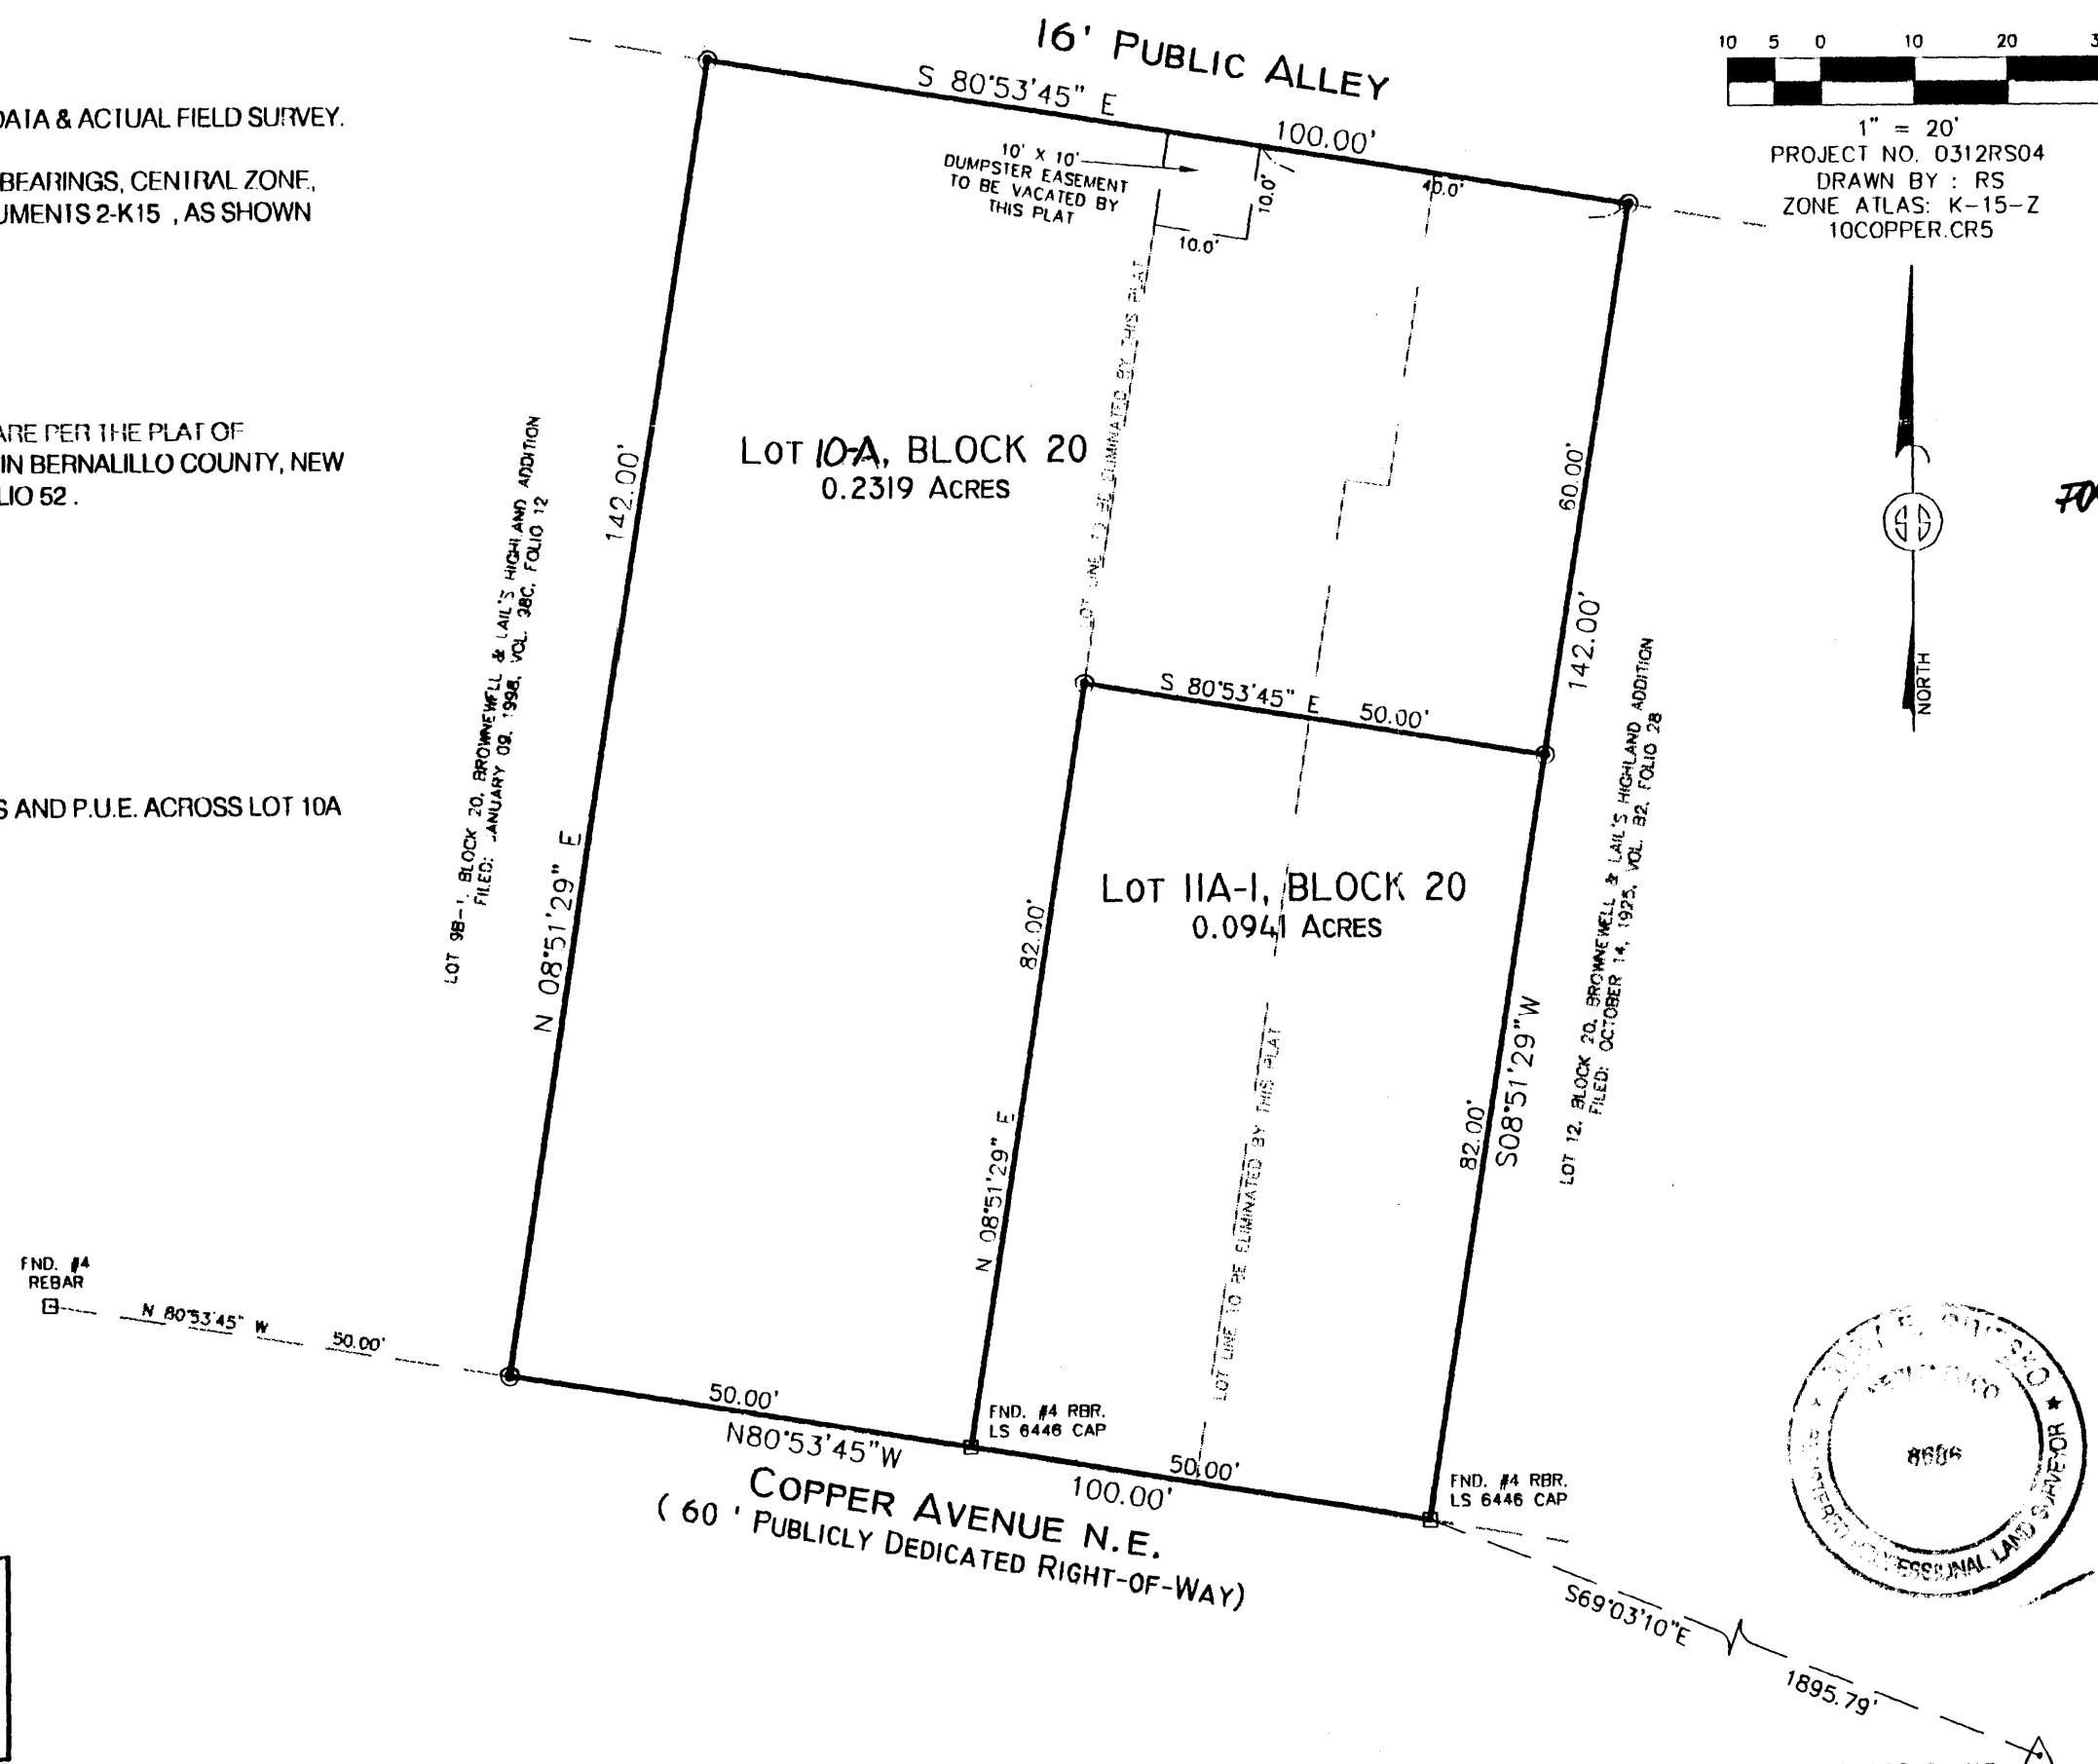 16' PUBLIC ALLEY
S 80°53'45" E
100.00'
10' X 10'
DUMPSTER EASEMENT
TO BE VACATED BY
THIS PLAT
10.0'
10.0'
40.0'
10 5 0 10 20
1" = 20'
PROJECT NO. 0312RS04
DRAWN BY : RS
ZONE ATLAS: K-15-Z
10COPPER.CR5
DATA & ACTUAL FIELD SURVEY.
BEARINGS, CENTRAL ZONE,
UMENTS 2-K15 , AS SHOWN
ARE PER THE PLAT OF
IN BERNALILLO COUNTY, NEW
LIO 52 .
S AND P.U.E. ACROSS LOT 10A
LOT 10-A, BLOCK 20
0.2319 ACRES
142.00'
N 08°51'29" E
LOT 9B-1, BLOCK 20, BROWNEWELL & LAIL'S HIGHLAND ADDITION
FILED: JANUARY 09, 1998, VOL. 98C, FOLIO 12
LOT LINE TO BE ELIMINATED BY THIS PLAT
60.00'
142.00'
S 80°53'45" E
50.00'
NORTH
LOT 11A-1, BLOCK 20
0.0941 ACRES
82.00'
N 08°51'29" E
LOT LINE TO BE ELIMINATED BY THIS PLAT
82.00'
S08°51'29"W
LOT 12, BLOCK 20, BROWNEWELL & LAIL'S HIGHLAND ADDITION
FILED: OCTOBER 14, 1925, VOL. B2, FOLIO 28
FND. #4
REBAR
N 80°53'45" W
50.00'
50.00'
N80°53'45"W
FND. #4 RBR.
LS 6446 CAP
50.00'
100.00'
FND. #4 RBR.
LS 6446 CAP
COPPER AVENUE N.E.
( 60 ' PUBLICLY DEDICATED RIGHT-OF-WAY)
S69°03'10"E
1895.79'
PROFESSIONAL LAND SURVEYOR